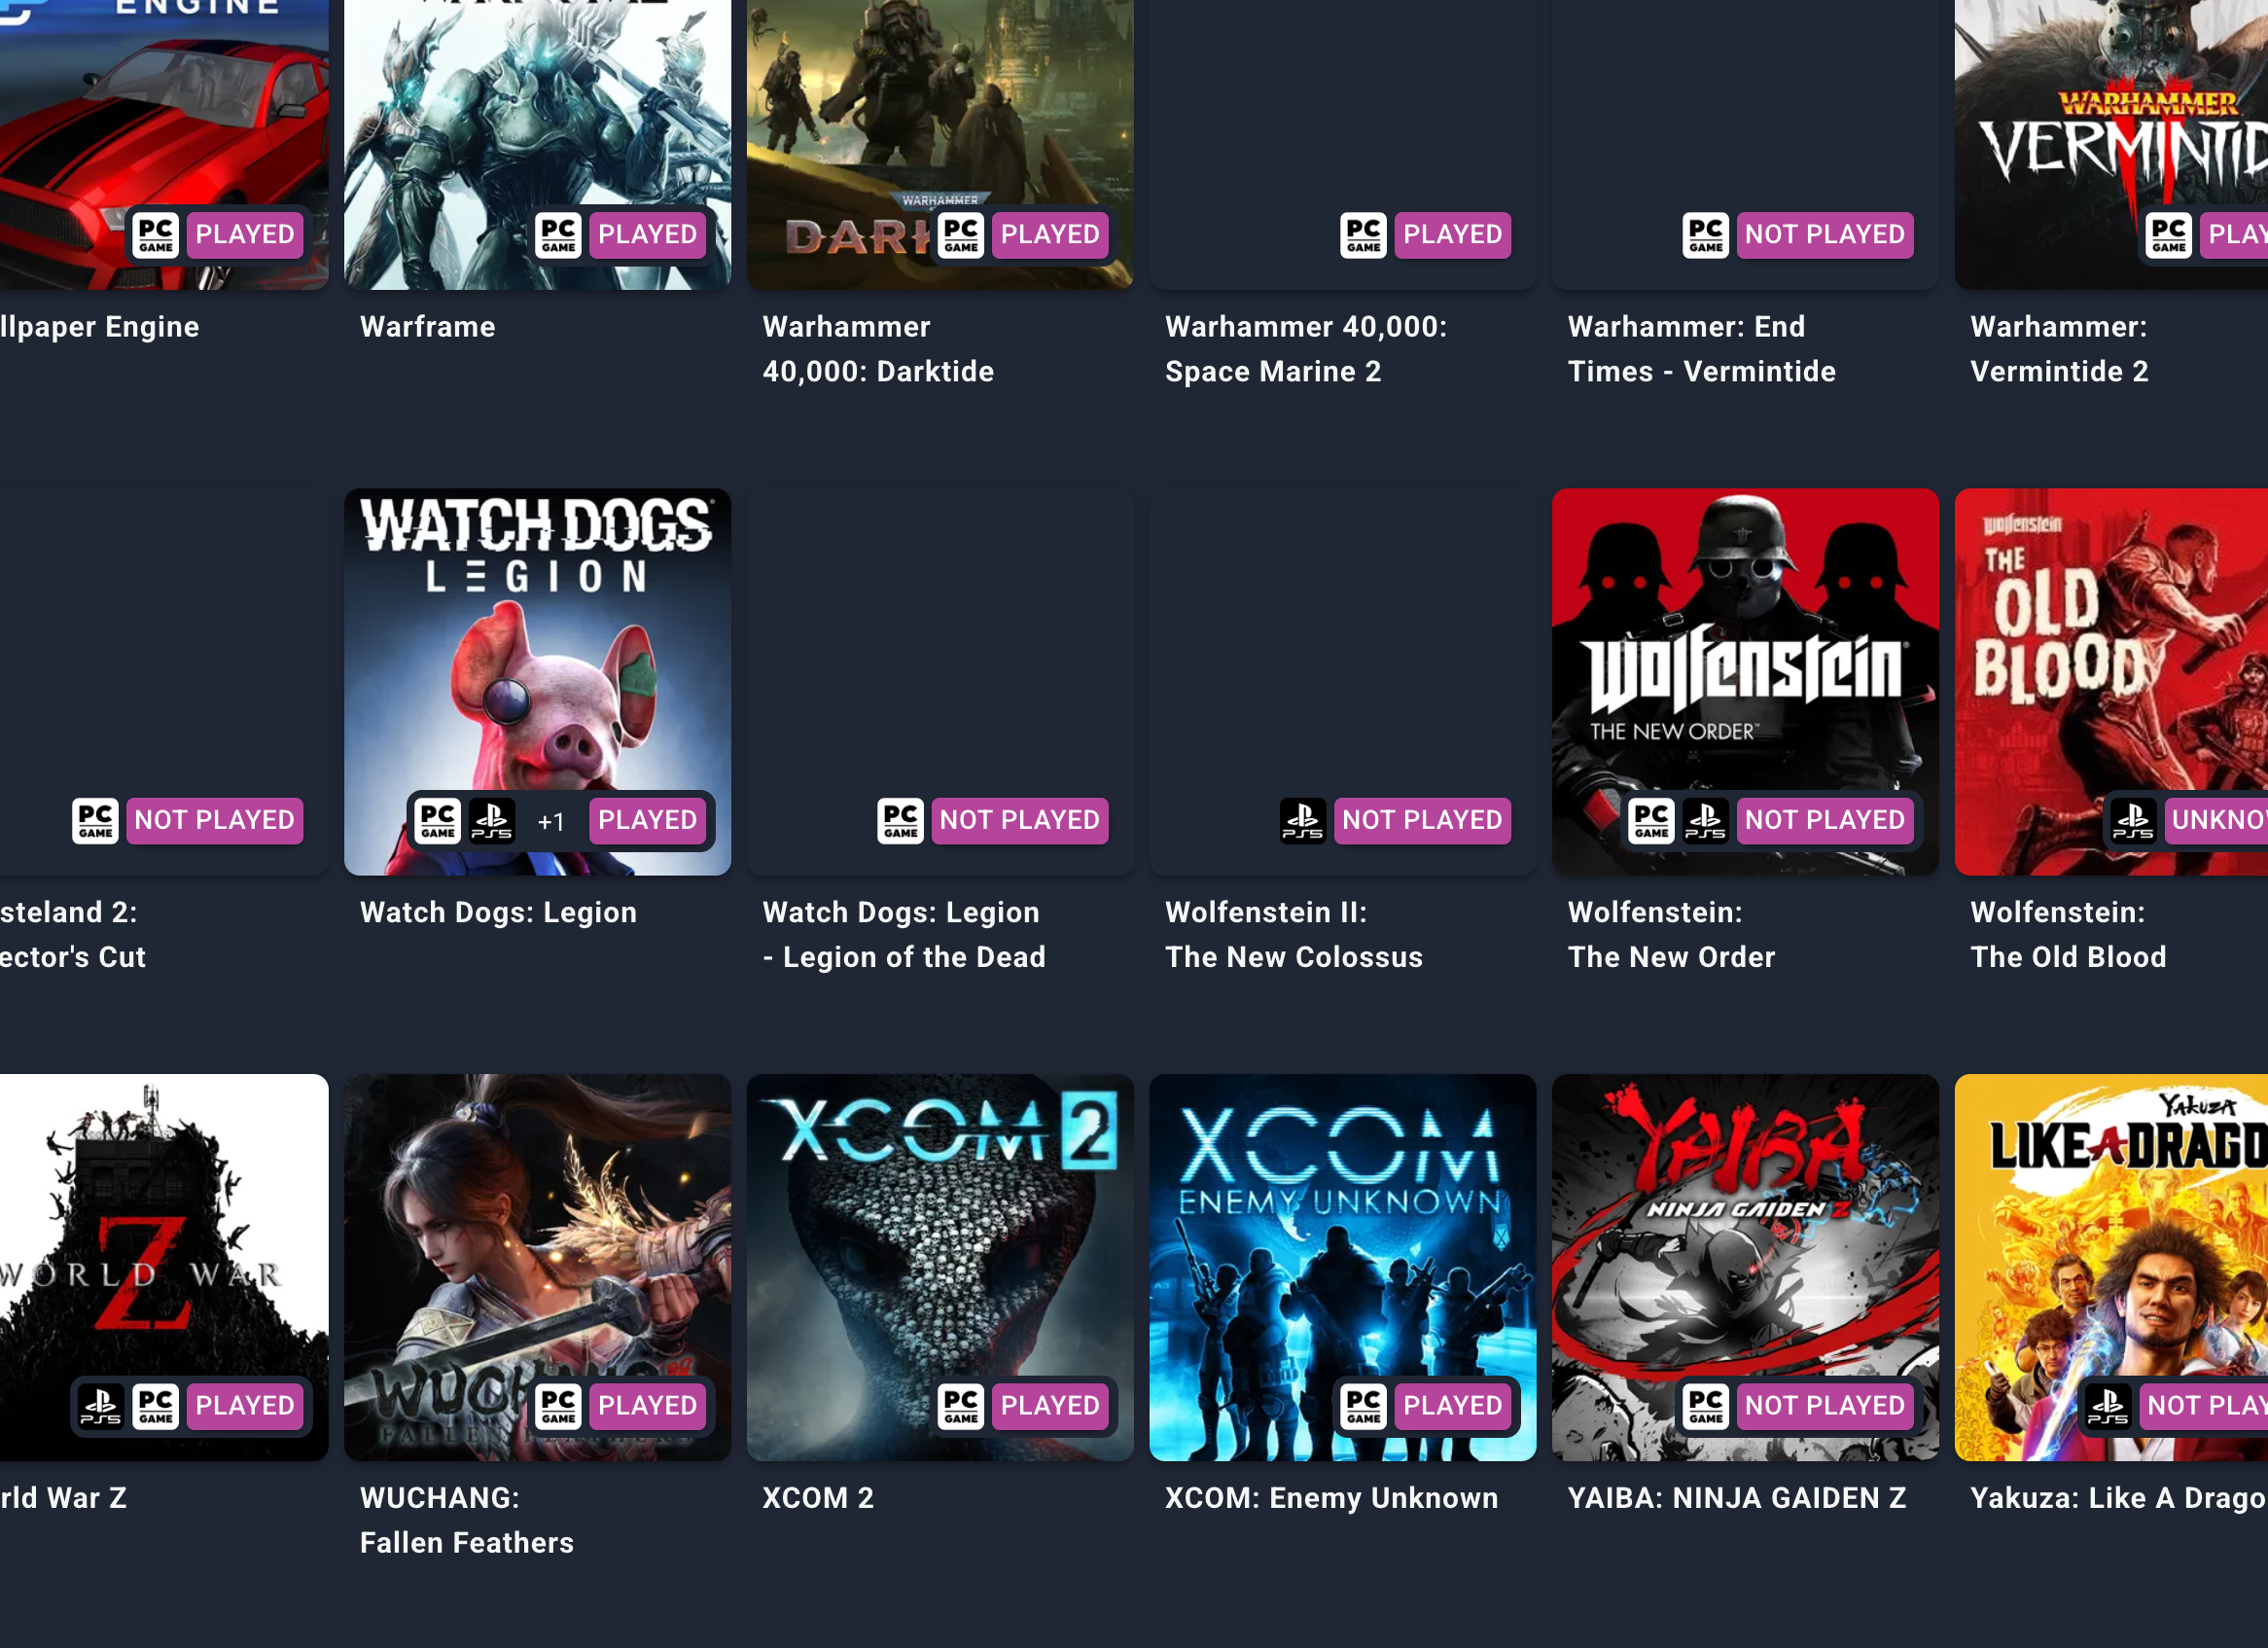 ENGINE
PC GAME PLAYED
PC GAME PLAYED
WARHAMMER
PC GAME PLAYED
PC GAME PLAYED
PC GAME NOT PLAYED
WARHAMMER
VERMINTID
PC GAME PLAY
llpaper Engine
Warframe
Warhammer
40,000: Darktide
Warhammer 40,000:
Space Marine 2
Warhammer: End
Times - Vermintide
Warhammer:
Vermintide 2
PC GAME NOT PLAYED
WATCH DOGS
LEGION
PC GAME PS5 +1 PLAYED
PC GAME NOT PLAYED
PS5 NOT PLAYED
Wolfenstein
THE NEW ORDER™
PC GAME PS5 NOT PLAYED
Wolfenstein
THE
OLD
BLOOD
PS5 UNKNO
steland 2:
ector's Cut
Watch Dogs: Legion
Watch Dogs: Legion
- Legion of the Dead
Wolfenstein II:
The New Colossus
Wolfenstein:
The New Order
Wolfenstein:
The Old Blood
WORLD WAR
Z
PS5 PC GAME PLAYED
WUCH
FALLEN
PC GAME PLAYED
XCOM 2
PC GAME PLAYED
XCOM
ENEMY UNKNOWN
PC GAME PLAYED
YAIBA
NINJA GAIDEN Z
PC GAME NOT PLAYED
YAKUZA
LIKE A DRAGO
PS5 NOT PLAY
rld War Z
WUCHANG:
Fallen Feathers
XCOM 2
XCOM: Enemy Unknown
YAIBA: NINJA GAIDEN Z
Yakuza: Like A Drago